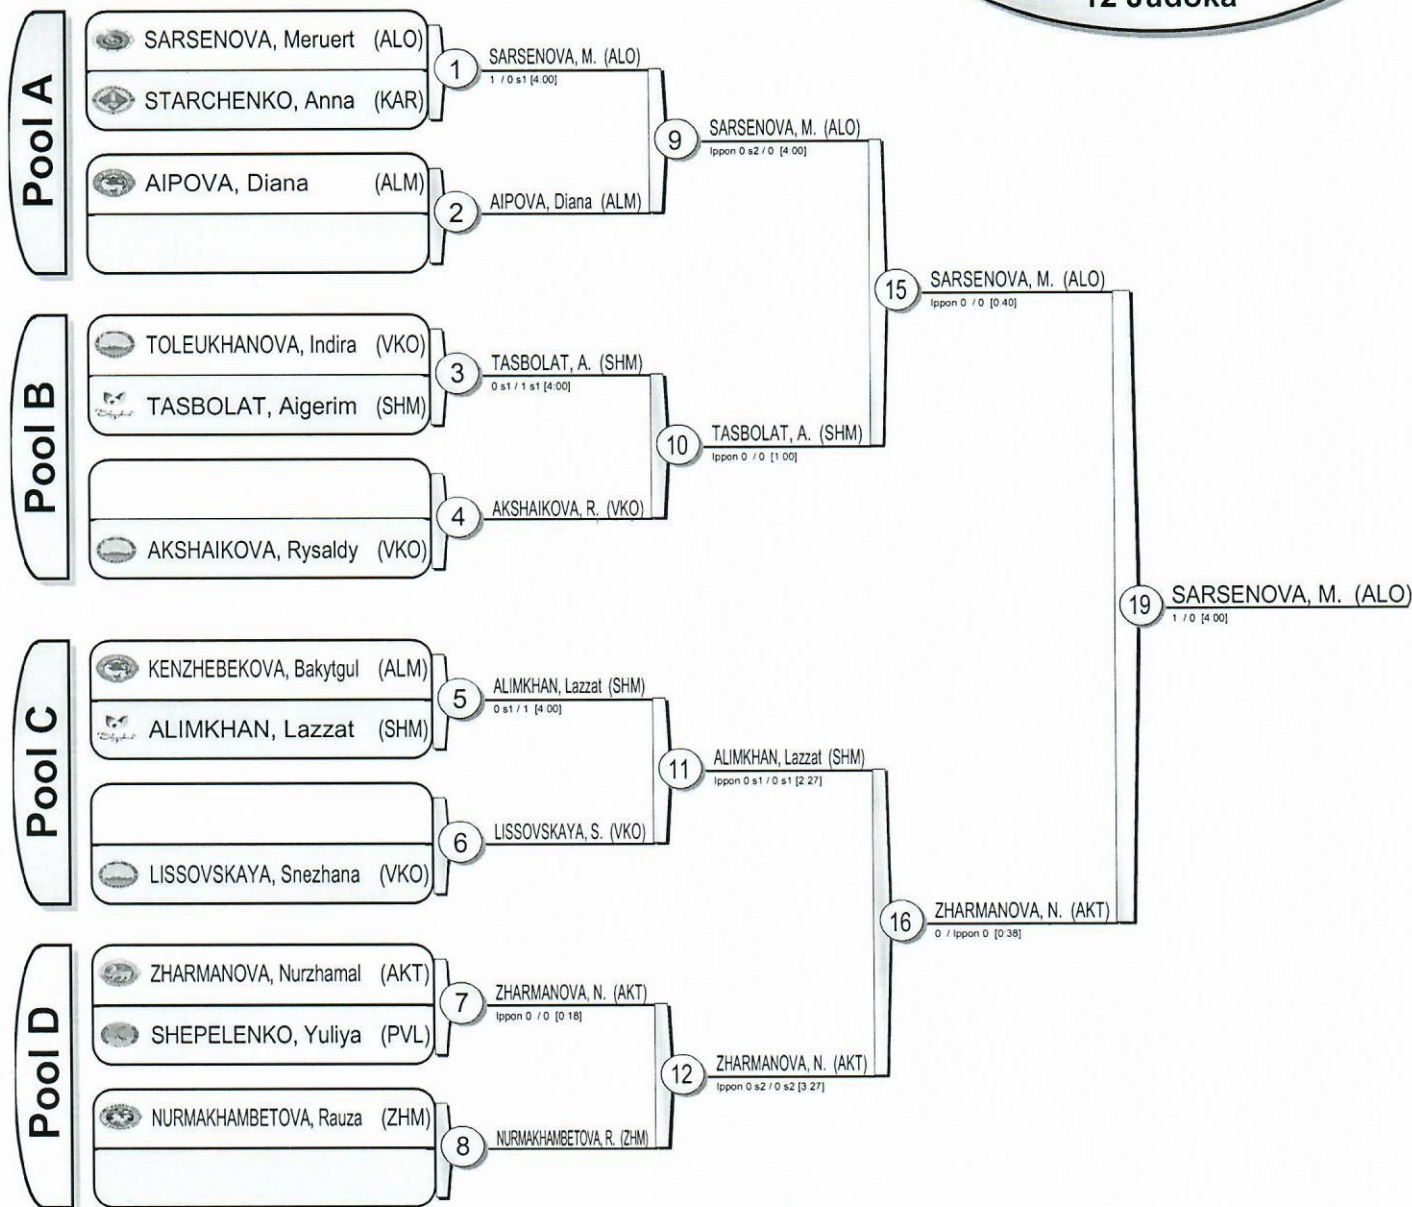 12 Judoka
Pool A
SARSENOVA, Meruert (ALO)
STARCHENKO, Anna (KAR)
AIPOVA, Diana (ALM)
1
SARSENOVA, M. (ALO)
1 / 0 s1 [4:00]
2
AIPOVA, Diana (ALM)
9
SARSENOVA, M. (ALO)
Ippon 0 s2 / 0 [4 00]
Pool B
TOLEUKHANOVA, Indira (VKO)
TASBOLAT, Aigerim (SHM)
AKSHAIKOVA, Rysaldy (VKO)
3
TASBOLAT, A. (SHM)
0 s1 / 1 s1 [4:00]
4
AKSHAIKOVA, R. (VKO)
10
TASBOLAT, A. (SHM)
Ippon 0 / 0 [1 00]
15
SARSENOVA, M. (ALO)
Ippon 0 / 0 [0:40]
Pool C
KENZHEBEKOVA, Bakytgul (ALM)
ALIMKHAN, Lazzat (SHM)
LISSOVSKAYA, Snezhana (VKO)
5
ALIMKHAN, Lazzat (SHM)
0 s1 / 1 [4 00]
6
LISSOVSKAYA, S. (VKO)
11
ALIMKHAN, Lazzat (SHM)
Ippon 0 s1 / 0 s1 [2 27]
Pool D
ZHARMANOVA, Nurzhamal (AKT)
SHEPELENKO, Yuliya (PVL)
NURMAKHAMBETOVA, Rauza (ZHM)
7
ZHARMANOVA, N. (AKT)
Ippon 0 / 0 [0:18]
8
NURMAKHAMBETOVA, R. (ZHM)
12
ZHARMANOVA, N. (AKT)
Ippon 0 s2 / 0 s2 [3 27]
16
ZHARMANOVA, N. (AKT)
0 / Ippon 0 [0:38]
19
SARSENOVA, M. (ALO)
1 / 0 [4 00]